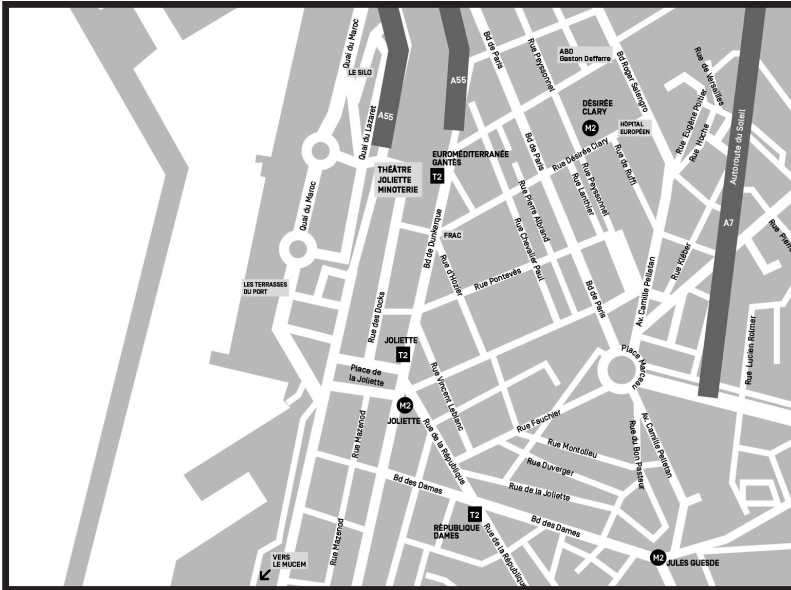 Quai du Maroc
LE SILO
A55
Quai du Lazaret
A55
Bd de Paris
Rue Peyssonnel
ABD
Gaston Defferre
Bd Roger Salengro
Rue de Versailles
DÉSIRÉE
CLARY
M2
HÔPITAL
EUROPÉEN
Rue Eugène Potier
Rue Hoche
Autoroute du Soleil
A7
EUROMÉDITERRANÉE
GANTÈS
T2
THÉÂTRE
JOLIETTE
MINOTERIE
Bd de Paris
Rue Désirée Clary
Rue de Ruffi
Rue Peyssonnel
Rue Lanthier
Rue Pierre Albrand
Rue Chevalier Paul
Quai du Maroc
Bd de Dunkerque
FRAC
Rue d'Hozier
Rue Pontevès
Rue Kléber
Av. Camille Pelletan
LES TERRASSES
DU PORT
Rue des Docks
Bd de Paris
JOLIETTE
T2
Place de
la Joliette
M2
JOLIETTE
Rue Vincent Leblanc
Place Marceau
Rue Lucien Rolmer
Rue Mazenod
Rue de la République
Rue Fauchier
Rue Montolieu
Rue Duverger
Rue de la Joliette
Rue du Bon Pasteur
Av. Camille Pelletan
Bd des Dames
T2
RÉPUBLIQUE
DAMES
Bd des Dames
Rue de la République
Rue Mazenod
VERS
LE MUCEM
M2
JULES GUESDE